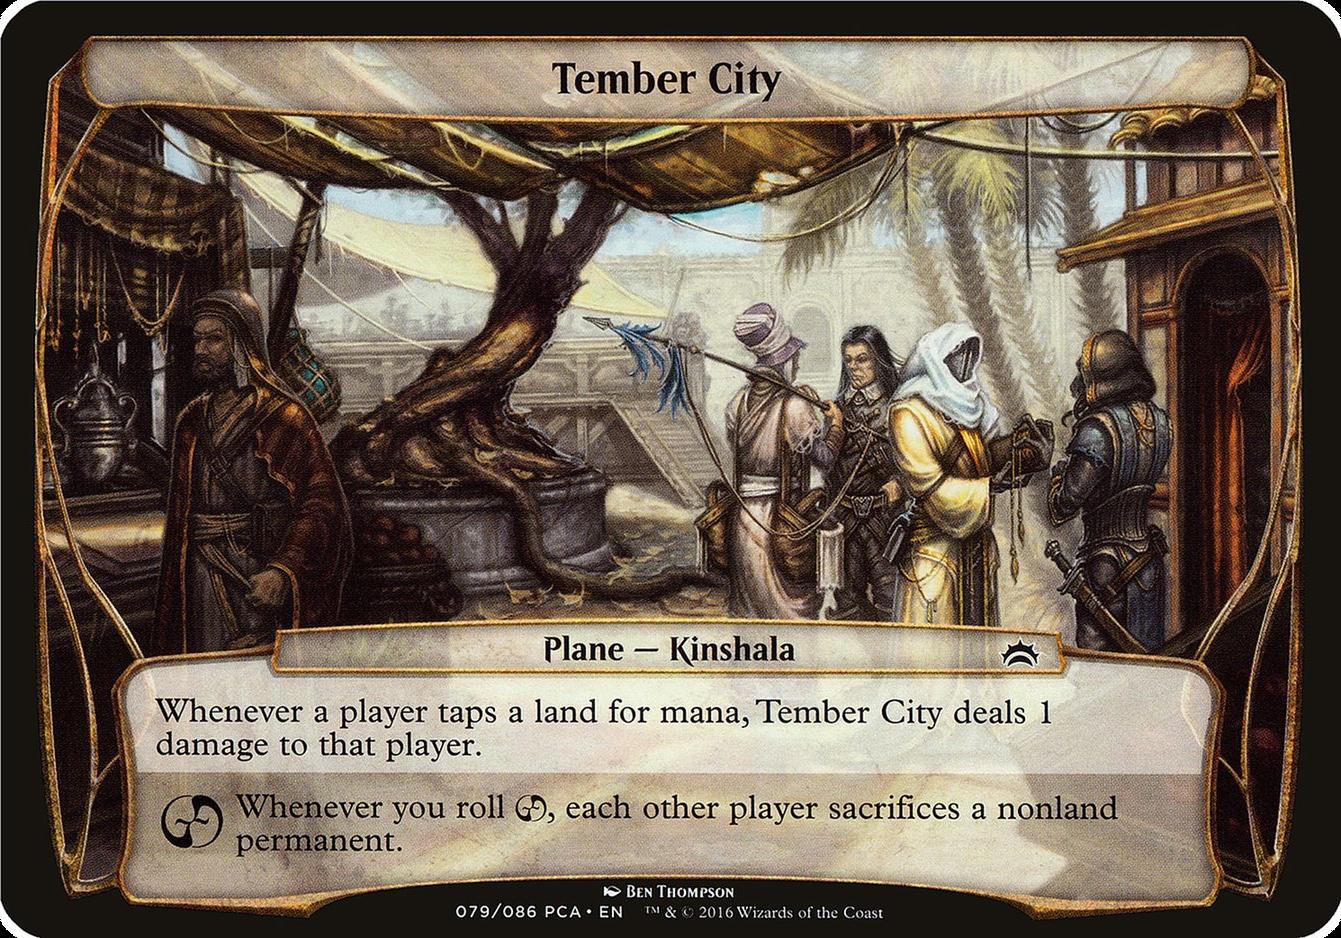 Tember City
Plane — Kinshala
Whenever a player taps a land for mana, Tember City deals 1
damage to that player.
Whenever you roll , each other player sacrifices a nonland
permanent.
Ben Thompson
079/086 PCA • EN ™ & © 2016 Wizards of the Coast